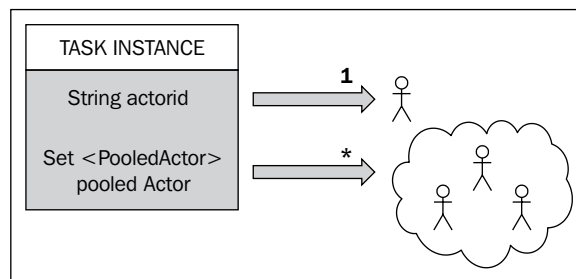 TASK INSTANCE
String actorid
1
Set <PooledActor>
pooled Actor
*